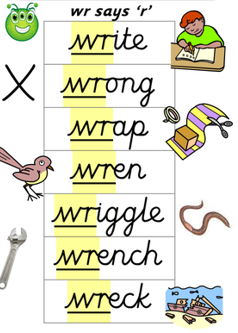 wr says ‘r’
write
wrong
wrap
wren
wriggle
wrench
wreck